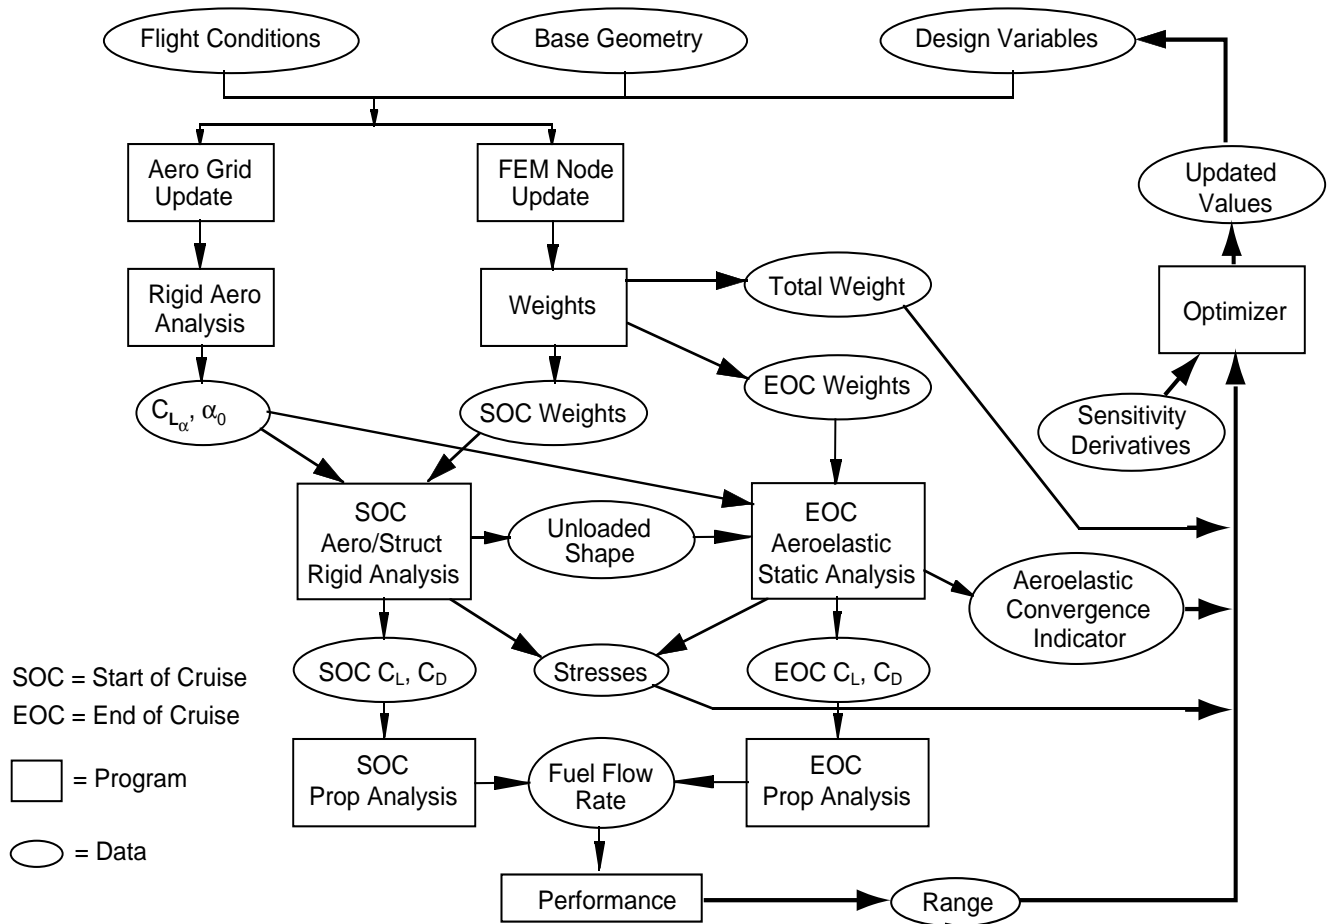 Flight Conditions
Base Geometry
Design Variables
Aero Grid
Update
FEM Node
Update
Updated
Values
Rigid Aero
Analysis
Weights
Total Weight
Optimizer
C_Lα, α₀
SOC Weights
EOC Weights
Sensitivity
Derivatives
SOC
Aero/Struct
Rigid Analysis
Unloaded
Shape
EOC
Aeroelastic
Static Analysis
Aeroelastic
Convergence
Indicator
SOC C_L, C_D
Stresses
EOC C_L, C_D
SOC = Start of Cruise
EOC = End of Cruise
= Program
= Data
SOC
Prop Analysis
Fuel Flow
Rate
EOC
Prop Analysis
Performance
Range